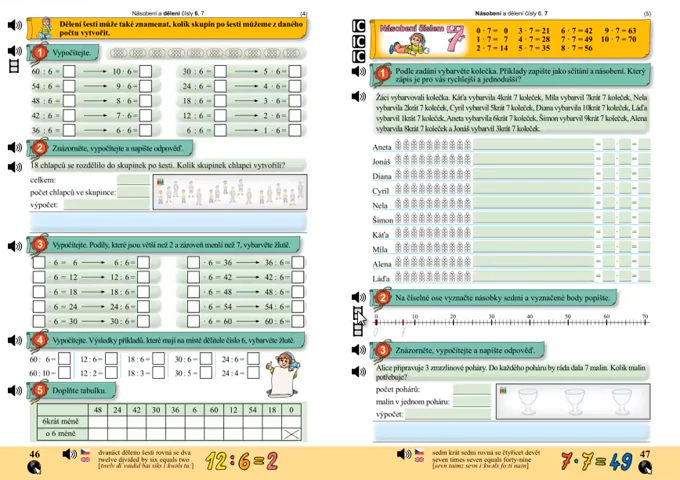 Násobení a dělení čísly 6, 7
(4)
Dělení šesti může také znamenat, kolik skupin po šesti můžeme z daného
počtu vytvořit.
1 Vypočítejte.
60 : 6 = 10 · 6 = 30 : 6 = 5 · 6 =
54 : 6 = 9 · 6 = 24 : 6 = 4 · 6 =
48 : 6 = 8 · 6 = 18 : 6 = 3 · 6 =
42 : 6 = 7 · 6 = 12 : 6 = 2 · 6 =
36 : 6 = 6 · 6 = 6 : 6 = 1 · 6 =
2 Znázorněte, vypočítejte a napište odpověď.
18 chlapců se rozdělilo do skupinek po šesti. Kolik skupinek chlapci vytvořili?
celkem:
počet chlapců ve skupince:
výpočet:
3 Vypočítejte. Podíly, které jsou větší než 2 a zároveň menší než 7, vybarvěte žlutě.
· 6 = 6 6 : 6 = · 6 = 36 36 : 6 =
· 6 = 12 12 : 6 = · 6 = 42 42 : 6 =
· 6 = 18 18 : 6 = · 6 = 48 48 : 6 =
· 6 = 24 24 : 6 = · 6 = 54 54 : 6 =
· 6 = 30 30 : 6 = · 6 = 60 60 : 6 =
4 Vypočítejte. Výsledky příkladů, které mají na místě dělitele číslo 6, vybarvěte žlutě.
60 : 6 = 12 : 6 = 18 : 6 = 30 : 6 = 24 : 6 =
60 : 10 = 12 : 2 = 18 : 3 = 30 : 5 = 24 : 4 =
5 Doplňte tabulku.
48 24 42 30 36 6 60 12 54 18 0
6krát méně
o 6 méně
46
dvanáct děleno šesti rovná se dva
twelve divided by six equals two
12 : 6 = 2
Násobení a dělení čísly 6, 7
(5)
Násobení číslem 7
0 · 7 = 0 3 · 7 = 21 6 · 7 = 42 9 · 7 = 63
1 · 7 = 7 4 · 7 = 28 7 · 7 = 49 10 · 7 = 70
2 · 7 = 14 5 · 7 = 35 8 · 7 = 56
1 Podle zadání vybarvěte kolečka. Příklady zapište jako sčítání a násobení. Který
zápis je pro vás rychlejší a jednodušší?
Žáci vybarvovali kolečka. Káťa vybarvila 4krát 7 koleček, Míla vybarvil 7krát 7 koleček, Nela
vybarvila 2krát 7 koleček, Cyril vybarvil 5krát 7 koleček, Diana vybarvila 10krát 7 koleček, Láďa
vybarvil 1krát 7 koleček, Aneta vybarvila 6krát 7 koleček, Šimon vybarvil 9krát 7 koleček, Alena
vybarvila 8krát 7 koleček a Jonáš vybarvil 3krát 7 koleček.
Aneta = · =
Jonáš = · =
Diana = · =
Cyril = · =
Nela = · =
Šimon = · =
Káťa = · =
Míla = · =
Alena = · =
Láďa = · =
2 Na číselné ose vyznačte násobky sedmi a vyznačené body popište.
0 7 10 20 30 40 50 60 70
3 Znázorněte, vypočítejte a napište odpověď.
Alice připravuje 3 zmrzlinové poháry. Do každého poháru by ráda dala 7 malin. Kolik malin
potřebuje?
počet pohárů:
malin v jednom poháru:
výpočet:
sedm krát sedm rovná se čtyřicet devět
seven times seven equals forty-nine
7 · 7 = 49
47